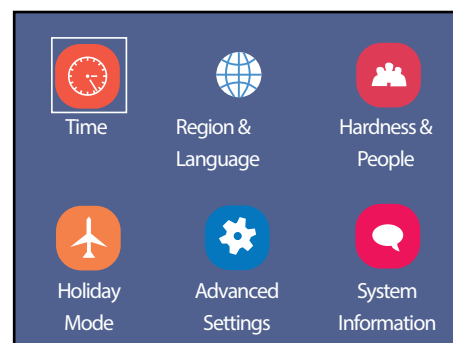 Time
Region &
Language
Hardness &
People
Holiday
Mode
Advanced
Settings
System
Information